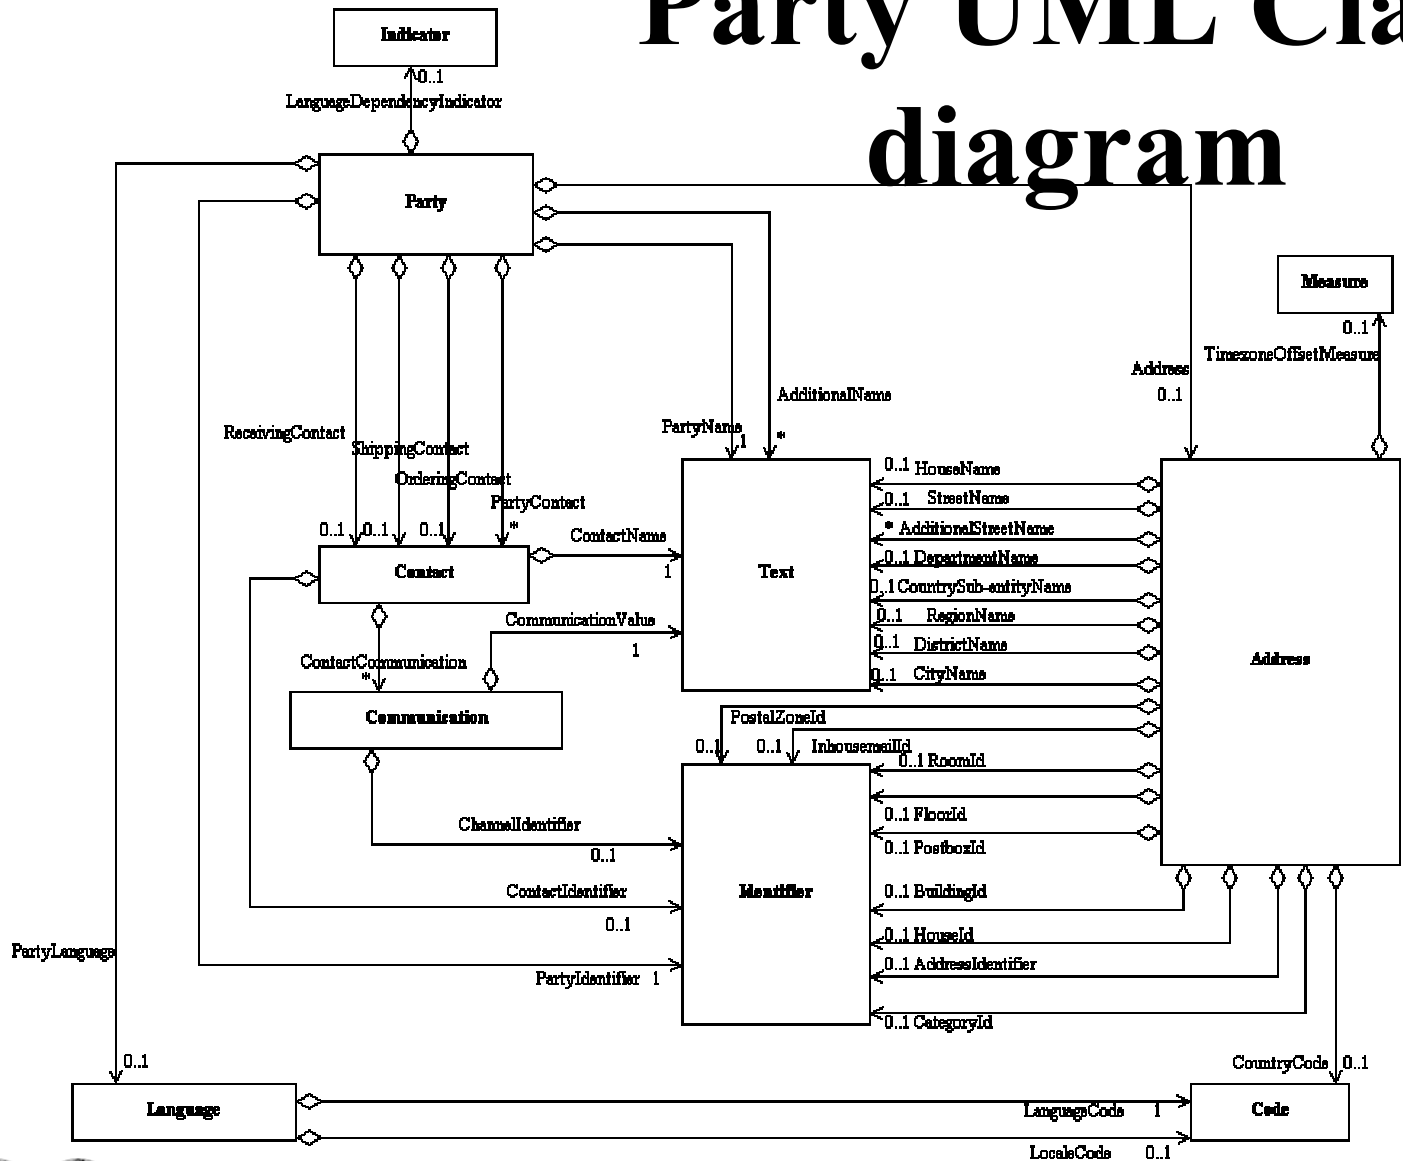 Party UML Cla
diagram
Indicator
0..1
LanguageDependencyIndicator
Party
Measure
0..1
TimezoneOffsetMeasure
Address
0..1
AdditionalName
PartyName
1
*
ReceivingContact
ShippingContact
OrderingContact
PartyContact
0..1
0..1
0..1
*
ContactName
1
Contact
Text
0..1 HouseName
0..1 StreetName
* AdditionalStreetName
0..1 DepartmentName
0..1 CountrySub-entityName
0..1 RegionName
0..1 DistrictName
0..1 CityName
Address
CommunicationValue
1
ContactCommunication
*
Communication
PostalZoneId
0..1
0..1
InhousemailId
0..1 RoomId
0..1 FloorId
0..1 PostboxId
0..1 BuildingId
0..1 HouseId
0..1 AddressIdentifier
0..1 CategoryId
ChannelIdentifier
0..1
Identifier
ContactIdentifier
0..1
PartyIdentifier 1
PartyLanguage
0..1
CountryCode 0..1
Language
LanguageCode 1
Code
LocaleCode 0..1